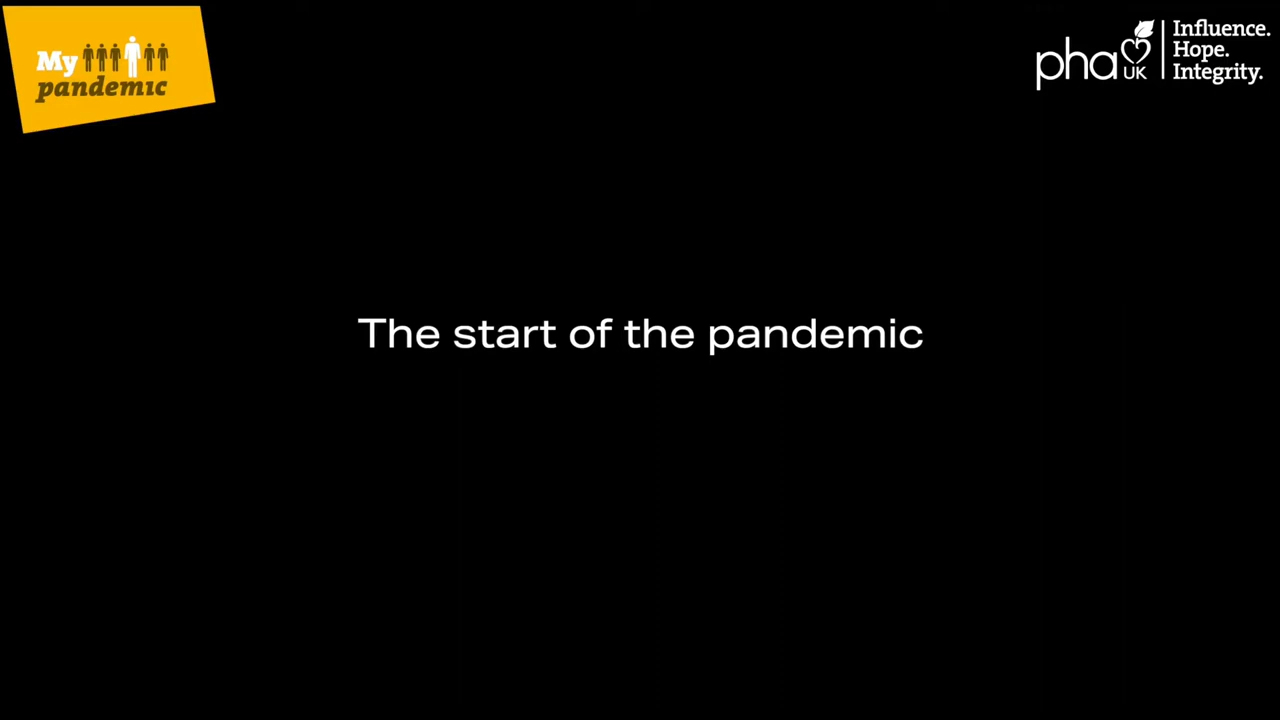 My
pandemic
pha
UK
Influence.
Hope.
Integrity.
The start of the pandemic